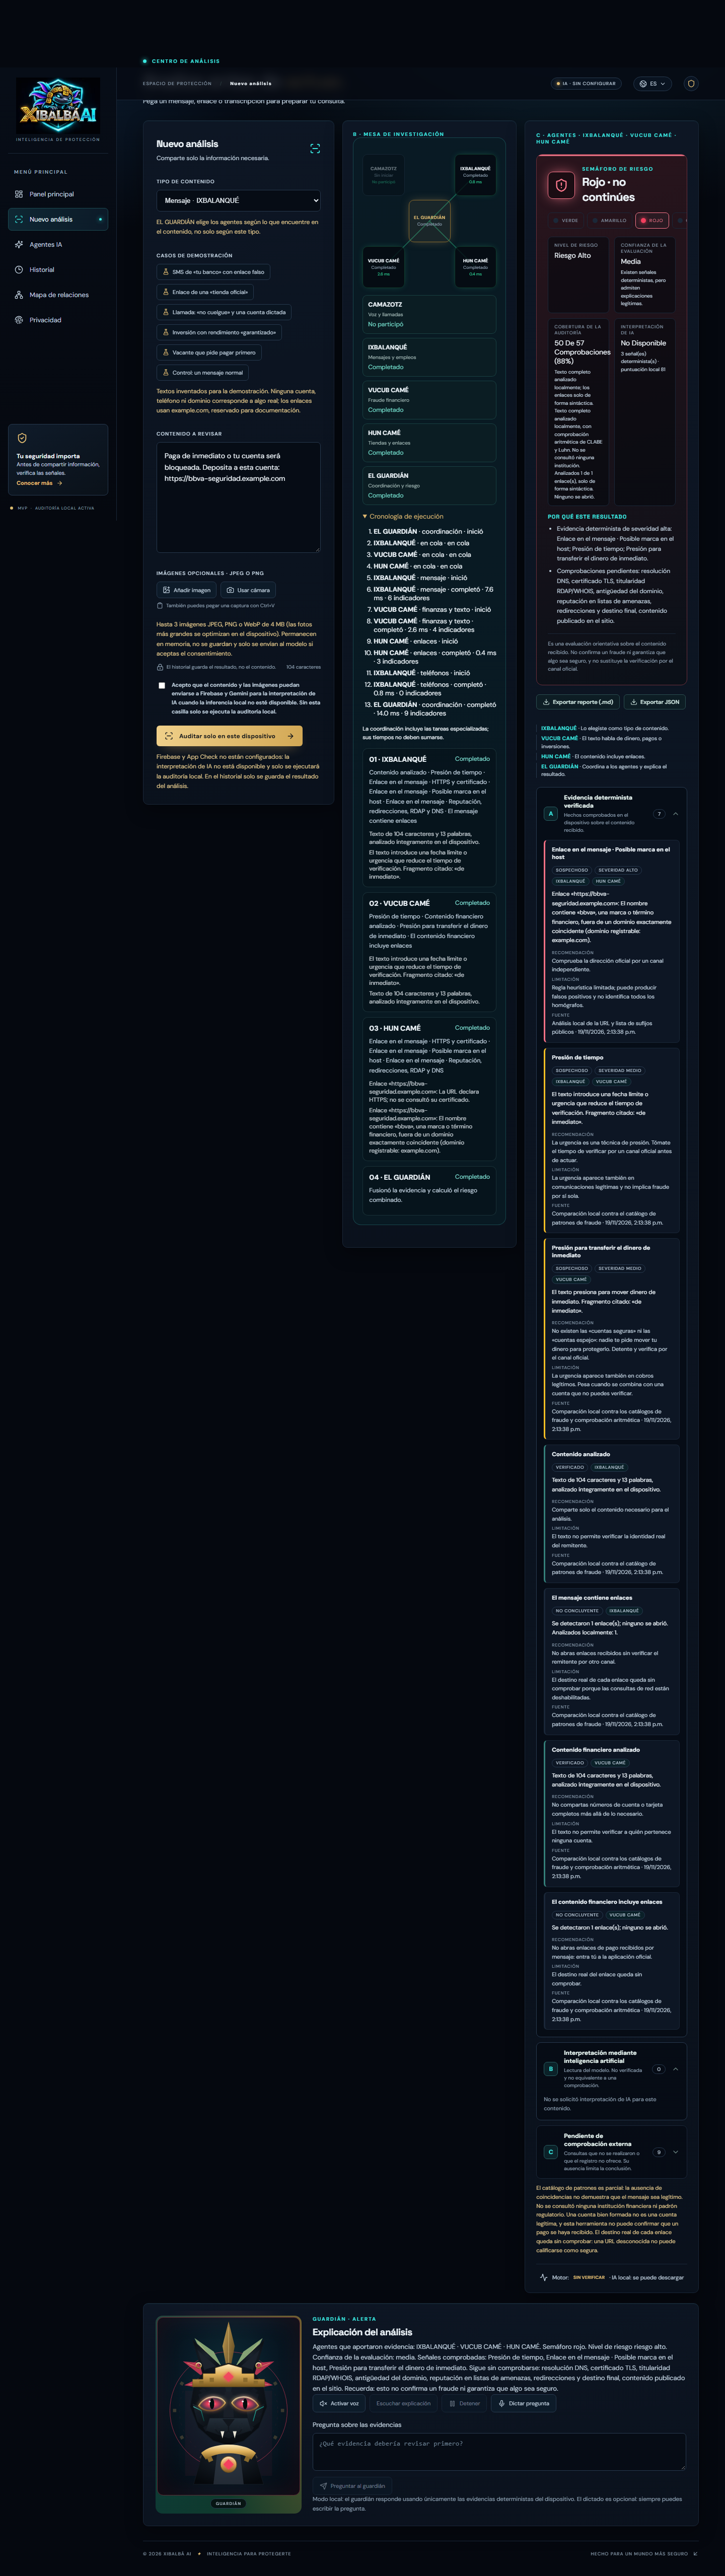 CENTRO DE ANÁLISIS
ESPACIO DE PROTECCIÓN
Nuevo análisis
IA · SIN CONFIGURAR
ES
Pega un mensaje, enlace o transcripción para preparar tu consulta.
XIBALBÁ AI
INTELIGENCIA DE PROTECCIÓN
MENÚ PRINCIPAL
Panel principal
Nuevo análisis
Agentes IA
Historial
Mapa de relaciones
Privacidad
Tu seguridad importa
Antes de compartir información,
verifica las señales.
Conocer más
MVP · AUDITORÍA LOCAL ACTIVA
Nuevo análisis
Comparte solo la información necesaria.
TIPO DE CONTENIDO
Mensaje · IXBALANQUÉ
EL GUARDIÁN elige los agentes según lo que encuentre en
el contenido, no solo según este tipo.
CASOS DE DEMOSTRACIÓN
SMS de «tu banco» con enlace falso
Enlace de una «tienda oficial»
Llamada: «no cuelgue» y una cuenta dictada
Inversión con rendimiento «garantizado»
Vacante que pide pagar primero
Control: un mensaje normal
Textos inventados para la demostración. Ninguna cuenta,
teléfono ni dominio corresponde a algo real; los enlaces
usan example.com, reservado para documentación.
CONTENIDO A REVISAR
Paga de inmediato o tu cuenta será
bloqueada. Deposita a esta cuenta:
https://bbva-seguridad.example.com
IMÁGENES OPCIONALES · JPEG O PNG
Añadir imagen
Usar cámara
También puedes pegar una captura con Ctrl+V
Hasta 3 imágenes JPEG, PNG o WebP de 4 MB (las fotos
más grandes se optimizan en el dispositivo). Permanecen
en memoria, no se guardan y solo se envían al modelo si
aceptas el consentimiento.
El historial guarda el resultado, no el contenido.
104 caracteres
Acepto que el contenido y las imágenes puedan
enviarse a Firebase y Gemini para la interpretación de
IA cuando la inferencia local no esté disponible. Sin esta
casilla solo se ejecuta la auditoría local.
Auditar solo en este dispositivo
Firebase y App Check no están configurados: la
interpretación de IA no está disponible y solo se ejecutará
la auditoría local. En el historial solo se guarda el resultado
del análisis.
B · MESA DE INVESTIGACIÓN
CAMAZOTZ
Sin iniciar
No participó
IXBALANQUÉ
Completado
0.8 ms
EL GUARDIÁN
Completado
VUCUB CAMÉ
Completado
2.6 ms
HUN CAMÉ
Completado
0.4 ms
CAMAZOTZ
Voz y llamadas
No participó
IXBALANQUÉ
Mensajes y empleos
Completado
VUCUB CAMÉ
Fraude financiero
Completado
HUN CAMÉ
Tiendas y enlaces
Completado
EL GUARDIÁN
Coordinación y riesgo
Completado
▼ Cronología de ejecución
1. EL GUARDIÁN · coordinación · inició
2. IXBALANQUÉ · en cola · en cola
3. VUCUB CAMÉ · en cola · en cola
4. HUN CAMÉ · en cola · en cola
5. IXBALANQUÉ · mensaje · inició
6. IXBALANQUÉ · mensaje · completó · 7.6
ms · 6 indicadores
7. VUCUB CAMÉ · finanzas y texto · inició
8. VUCUB CAMÉ · finanzas y texto ·
completó · 2.6 ms · 4 indicadores
9. HUN CAMÉ · enlaces · inició
10. HUN CAMÉ · enlaces · completó · 0.4 ms
· 3 indicadores
11. IXBALANQUÉ · teléfonos · inició
12. IXBALANQUÉ · teléfonos · completó ·
0.8 ms · 0 indicadores
13. EL GUARDIÁN · coordinación · completó
· 14.0 ms · 9 indicadores
La coordinación incluye las tareas especializadas;
sus tiempos no deben sumarse.
01 · IXBALANQUÉ
Completado
Contenido analizado · Presión de tiempo ·
Enlace en el mensaje · HTTPS y certificado ·
Enlace en el mensaje · Posible marca en el
host · Enlace en el mensaje · Reputación,
redirecciones, RDAP y DNS · El mensaje
contiene enlaces
Texto de 104 caracteres y 13 palabras,
analizado íntegramente en el dispositivo.
El texto introduce una fecha límite o
urgencia que reduce el tiempo de
verificación. Fragmento citado: «de
inmediato».
02 · VUCUB CAMÉ
Completado
Presión de tiempo · Contenido financiero
analizado · Presión para transferir el dinero
de inmediato · El contenido financiero
incluye enlaces
El texto introduce una fecha límite o
urgencia que reduce el tiempo de
verificación. Fragmento citado: «de
inmediato».
Texto de 104 caracteres y 13 palabras,
analizado íntegramente en el dispositivo.
03 · HUN CAMÉ
Completado
Enlace en el mensaje · HTTPS y certificado ·
Enlace en el mensaje · Posible marca en el
host · Enlace en el mensaje · Reputación,
redirecciones, RDAP y DNS
Enlace «https://bbva-
seguridad.example.com»: La URL declara
HTTPS; no se consultó su certificado.
Enlace «https://bbva-
seguridad.example.com»: El nombre
contiene «bbva», una marca o término
financiero, fuera de un dominio
exactamente coincidente (dominio
registrable: example.com).
04 · EL GUARDIÁN
Completado
Fusionó la evidencia y calculó el riesgo
combinado.
C · AGENTES · IXBALANQUÉ · VUCUB CAMÉ ·
HUN CAMÉ
SEMÁFORO DE RIESGO
Rojo · no
continúes
VERDE
AMARILLO
ROJO
NIVEL DE RIESGO
Riesgo Alto
CONFIANZA DE LA
EVALUACIÓN
Media
Existen señales
deterministas, pero
admiten
explicaciones
legítimas.
COBERTURA DE LA
AUDITORÍA
50 De 57
Comprobaciones
(88%)
Texto completo
analizado
localmente; los
enlaces solo de
forma sintáctica.
Texto completo
analizado
localmente, con
comprobación
aritmética de CLABE
y Luhn. No se
consultó ninguna
institución.
Analizados 1 de 1
enlace(s), solo de
forma sintáctica.
Ninguno se abrió.
INTERPRETACIÓN
DE IA
No Disponible
3 señal(es)
determinista(s) ·
puntuación local 81
POR QUÉ ESTE RESULTADO
• Evidencia determinista de severidad alta:
Enlace en el mensaje · Posible marca en el
host; Presión de tiempo; Presión para
transferir el dinero de inmediato.
• Comprobaciones pendientes: resolución
DNS, certificado TLS, titularidad
RDAP/WHOIS, antigüedad del dominio,
reputación en listas de amenazas,
redirecciones y destino final, contenido
publicado en el sitio.
Es una evaluación orientativa sobre el contenido
recibido. No confirma un fraude ni garantiza que
algo sea seguro, y no sustituye la verificación por el
canal oficial.
Exportar reporte (.md)
Exportar JSON
IXBALANQUÉ · Lo elegiste como tipo de contenido.
VUCUB CAMÉ · El texto habla de dinero, pagos o
inversiones.
HUN CAMÉ · El contenido incluye enlaces.
EL GUARDIÁN · Coordina a los agentes y explica el
resultado.
A
Evidencia determinista
verificada
Hechos comprobados en el
dispositivo sobre el contenido
recibido.
7
Enlace en el mensaje · Posible marca en el
host
SOSPECHOSO
SEVERIDAD ALTO
IXBALANQUÉ
HUN CAMÉ
Enlace «https://bbva-
seguridad.example.com»: El nombre
contiene «bbva», una marca o término
financiero, fuera de un dominio exactamente
coincidente (dominio registrable:
example.com).
RECOMENDACIÓN
Comprueba la dirección oficial por un canal
independiente.
LIMITACIÓN
Regla heurística limitada; puede producir
falsos positivos y no identifica todos los
homógrafos.
FUENTE
Análisis local de la URL y lista de sufijos
públicos · 19/11/2026, 2:13:38 p.m.
Presión de tiempo
SOSPECHOSO
SEVERIDAD MEDIO
IXBALANQUÉ
VUCUB CAMÉ
El texto introduce una fecha límite o
urgencia que reduce el tiempo de
verificación. Fragmento citado: «de
inmediato».
RECOMENDACIÓN
La urgencia es una técnica de presión. Tómate
el tiempo de verificar por un canal oficial antes
de actuar.
LIMITACIÓN
La urgencia aparece también en
comunicaciones legítimas y no implica fraude
por sí sola.
FUENTE
Comparación local contra el catálogo de
patrones de fraude · 19/11/2026, 2:13:38 p.m.
Presión para transferir el dinero de
inmediato
SOSPECHOSO
SEVERIDAD MEDIO
VUCUB CAMÉ
El texto presiona para mover dinero de
inmediato. Fragmento citado: «de
inmediato».
RECOMENDACIÓN
No existen las «cuentas seguras» ni las
«cuentas espejo»: nadie te pide mover tu
dinero para protegerlo. Detente y verifica por
el canal oficial.
LIMITACIÓN
La urgencia aparece también en cobros
legítimos. Pesa cuando se combina con una
cuenta que no puedes verificar.
FUENTE
Comparación local contra los catálogos de
fraude y comprobación aritmética · 19/11/2026,
2:13:38 p.m.
Contenido analizado
VERIFICADO
IXBALANQUÉ
Texto de 104 caracteres y 13 palabras,
analizado íntegramente en el dispositivo.
RECOMENDACIÓN
Comparte solo el contenido necesario para el
análisis.
LIMITACIÓN
El texto no permite verificar la identidad real
del remitente.
FUENTE
Comparación local contra el catálogo de
patrones de fraude · 19/11/2026, 2:13:38 p.m.
El mensaje contiene enlaces
NO CONCLUYENTE
IXBALANQUÉ
Se detectaron 1 enlace(s); ninguno se abrió.
Analizados localmente: 1.
RECOMENDACIÓN
No abras enlaces recibidos sin verificar el
remitente por otro canal.
LIMITACIÓN
El destino real de cada enlace queda sin
comprobar porque las consultas de red están
deshabilitadas.
FUENTE
Comparación local contra el catálogo de
patrones de fraude · 19/11/2026, 2:13:38 p.m.
Contenido financiero analizado
VERIFICADO
VUCUB CAMÉ
Texto de 104 caracteres y 13 palabras,
analizado íntegramente en el dispositivo.
RECOMENDACIÓN
No compartas números de cuenta o tarjeta
completos más allá de lo necesario.
LIMITACIÓN
El texto no permite verificar a quién pertenece
ninguna cuenta.
FUENTE
Comparación local contra los catálogos de
fraude y comprobación aritmética · 19/11/2026,
2:13:38 p.m.
El contenido financiero incluye enlaces
NO CONCLUYENTE
VUCUB CAMÉ
Se detectaron 1 enlace(s); ninguno se abrió.
RECOMENDACIÓN
No abras enlaces de pago recibidos por
mensaje: entra tú a la aplicación oficial.
LIMITACIÓN
El destino real del enlace queda sin
comprobar.
FUENTE
Comparación local contra los catálogos de
fraude y comprobación aritmética · 19/11/2026,
2:13:38 p.m.
B
Interpretación mediante
inteligencia artificial
Lectura del modelo. No verificada
y no equivalente a una
comprobación.
0
No se solicitó interpretación de IA para este
contenido.
C
Pendiente de
comprobación externa
Consultas que no se realizaron o
que el registro no ofrece. Su
ausencia limita la conclusión.
9
El catálogo de patrones es parcial: la ausencia de
coincidencias no demuestra que el mensaje sea legítimo.
No se consultó ninguna institución financiera ni padrón
regulatorio. Una cuenta bien formada no es una cuenta
legítima, y esta herramienta no puede confirmar que un
pago se haya recibido. El destino real de cada enlace
queda sin comprobar: una URL desconocida no puede
calificarse como segura.
Motor: SIN VERIFICAR · IA local: se puede descargar
GUARDIÁN
GUARDIÁN · ALERTA
Explicación del análisis
Agentes que aportaron evidencia: IXBALANQUÉ · VUCUB CAMÉ · HUN CAMÉ. Semáforo rojo. Nivel de riesgo riesgo alto.
Confianza de la evaluación: media. Señales comprobadas: Presión de tiempo, Enlace en el mensaje · Posible marca en el
host, Presión para transferir el dinero de inmediato. Sigue sin comprobarse: resolución DNS, certificado TLS, titularidad
RDAP/WHOIS, antigüedad del dominio, reputación en listas de amenazas, redirecciones y destino final, contenido publicado
en el sitio. Recuerda: esto no confirma un fraude ni garantiza que algo sea seguro.
Activar voz
Escuchar explicación
Detener
Dictar pregunta
Pregunta sobre las evidencias
¿Qué evidencia debería revisar primero?
Preguntar al guardián
Modo local: el guardián responde usando únicamente las evidencias deterministas del dispositivo. El dictado es opcional: siempre puedes
escribir la pregunta.
© 2026 XIBALBÁ AI
INTELIGENCIA PARA PROTEGERTE
HECHO PARA UN MUNDO MÁS SEGURO